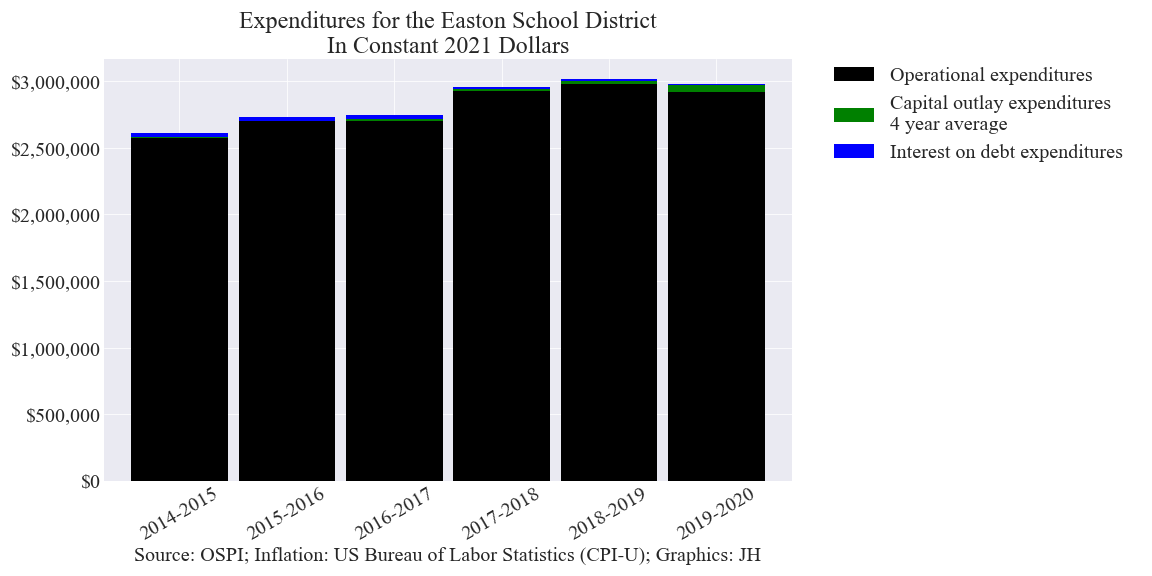 Expenditures for the Easton School District
In Constant 2021 Dollars
$3,000,000
$2,500,000
$2,000,000
$1,500,000
$1,000,000
$500,000
$0
2014-2015
2015-2016
2016-2017
2017-2018
2018-2019
2019-2020
Source: OSPI; Inflation: US Bureau of Labor Statistics (CPI-U); Graphics: JH
Operational expenditures
Capital outlay expenditures
4 year average
Interest on debt expenditures